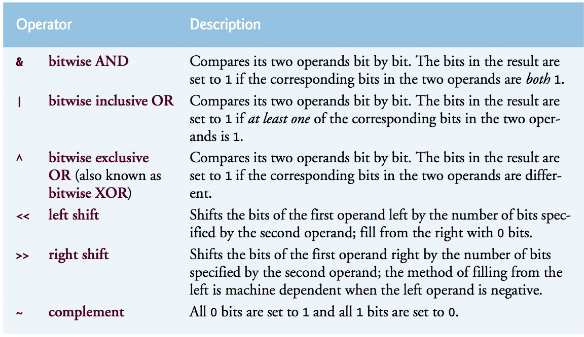 Operator Description
& bitwise AND Compares its two operands bit by bit. The bits in the result are
set to 1 if the corresponding bits in the two operands are both 1.
| bitwise inclusive OR Compares its two operands bit by bit. The bits in the result are
set to 1 if at least one of the corresponding bits in the two oper-
ands is 1.
^ bitwise exclusive Compares its two operands bit by bit. The bits in the result are
OR (also known as set to 1 if the corresponding bits in the two operands are differ-
bitwise XOR) ent.
<< left shift Shifts the bits of the first operand left by the number of bits spec-
ified by the second operand; fill from the right with 0 bits.
>> right shift Shifts the bits of the first operand right by the number of bits
specified by the second operand; the method of filling from the
left is machine dependent when the left operand is negative.
~ complement All 0 bits are set to 1 and all 1 bits are set to 0.